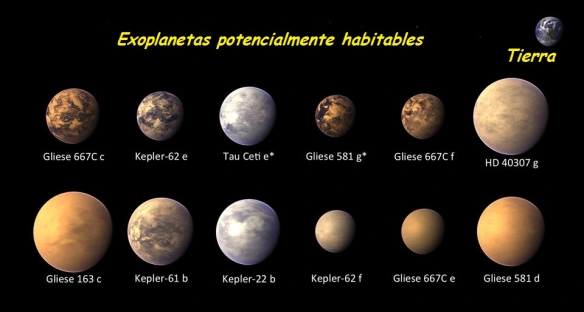 Exoplanetas potencialmente habitables
Tierra
Gliese 667C c
Kepler-62 e
Tau Ceti e*
Gliese 581 g*
Gliese 667C f
HD 40307 g
Gliese 163 c
Kepler-61 b
Kepler-22 b
Kepler-62 f
Gliese 667C e
Gliese 581 d